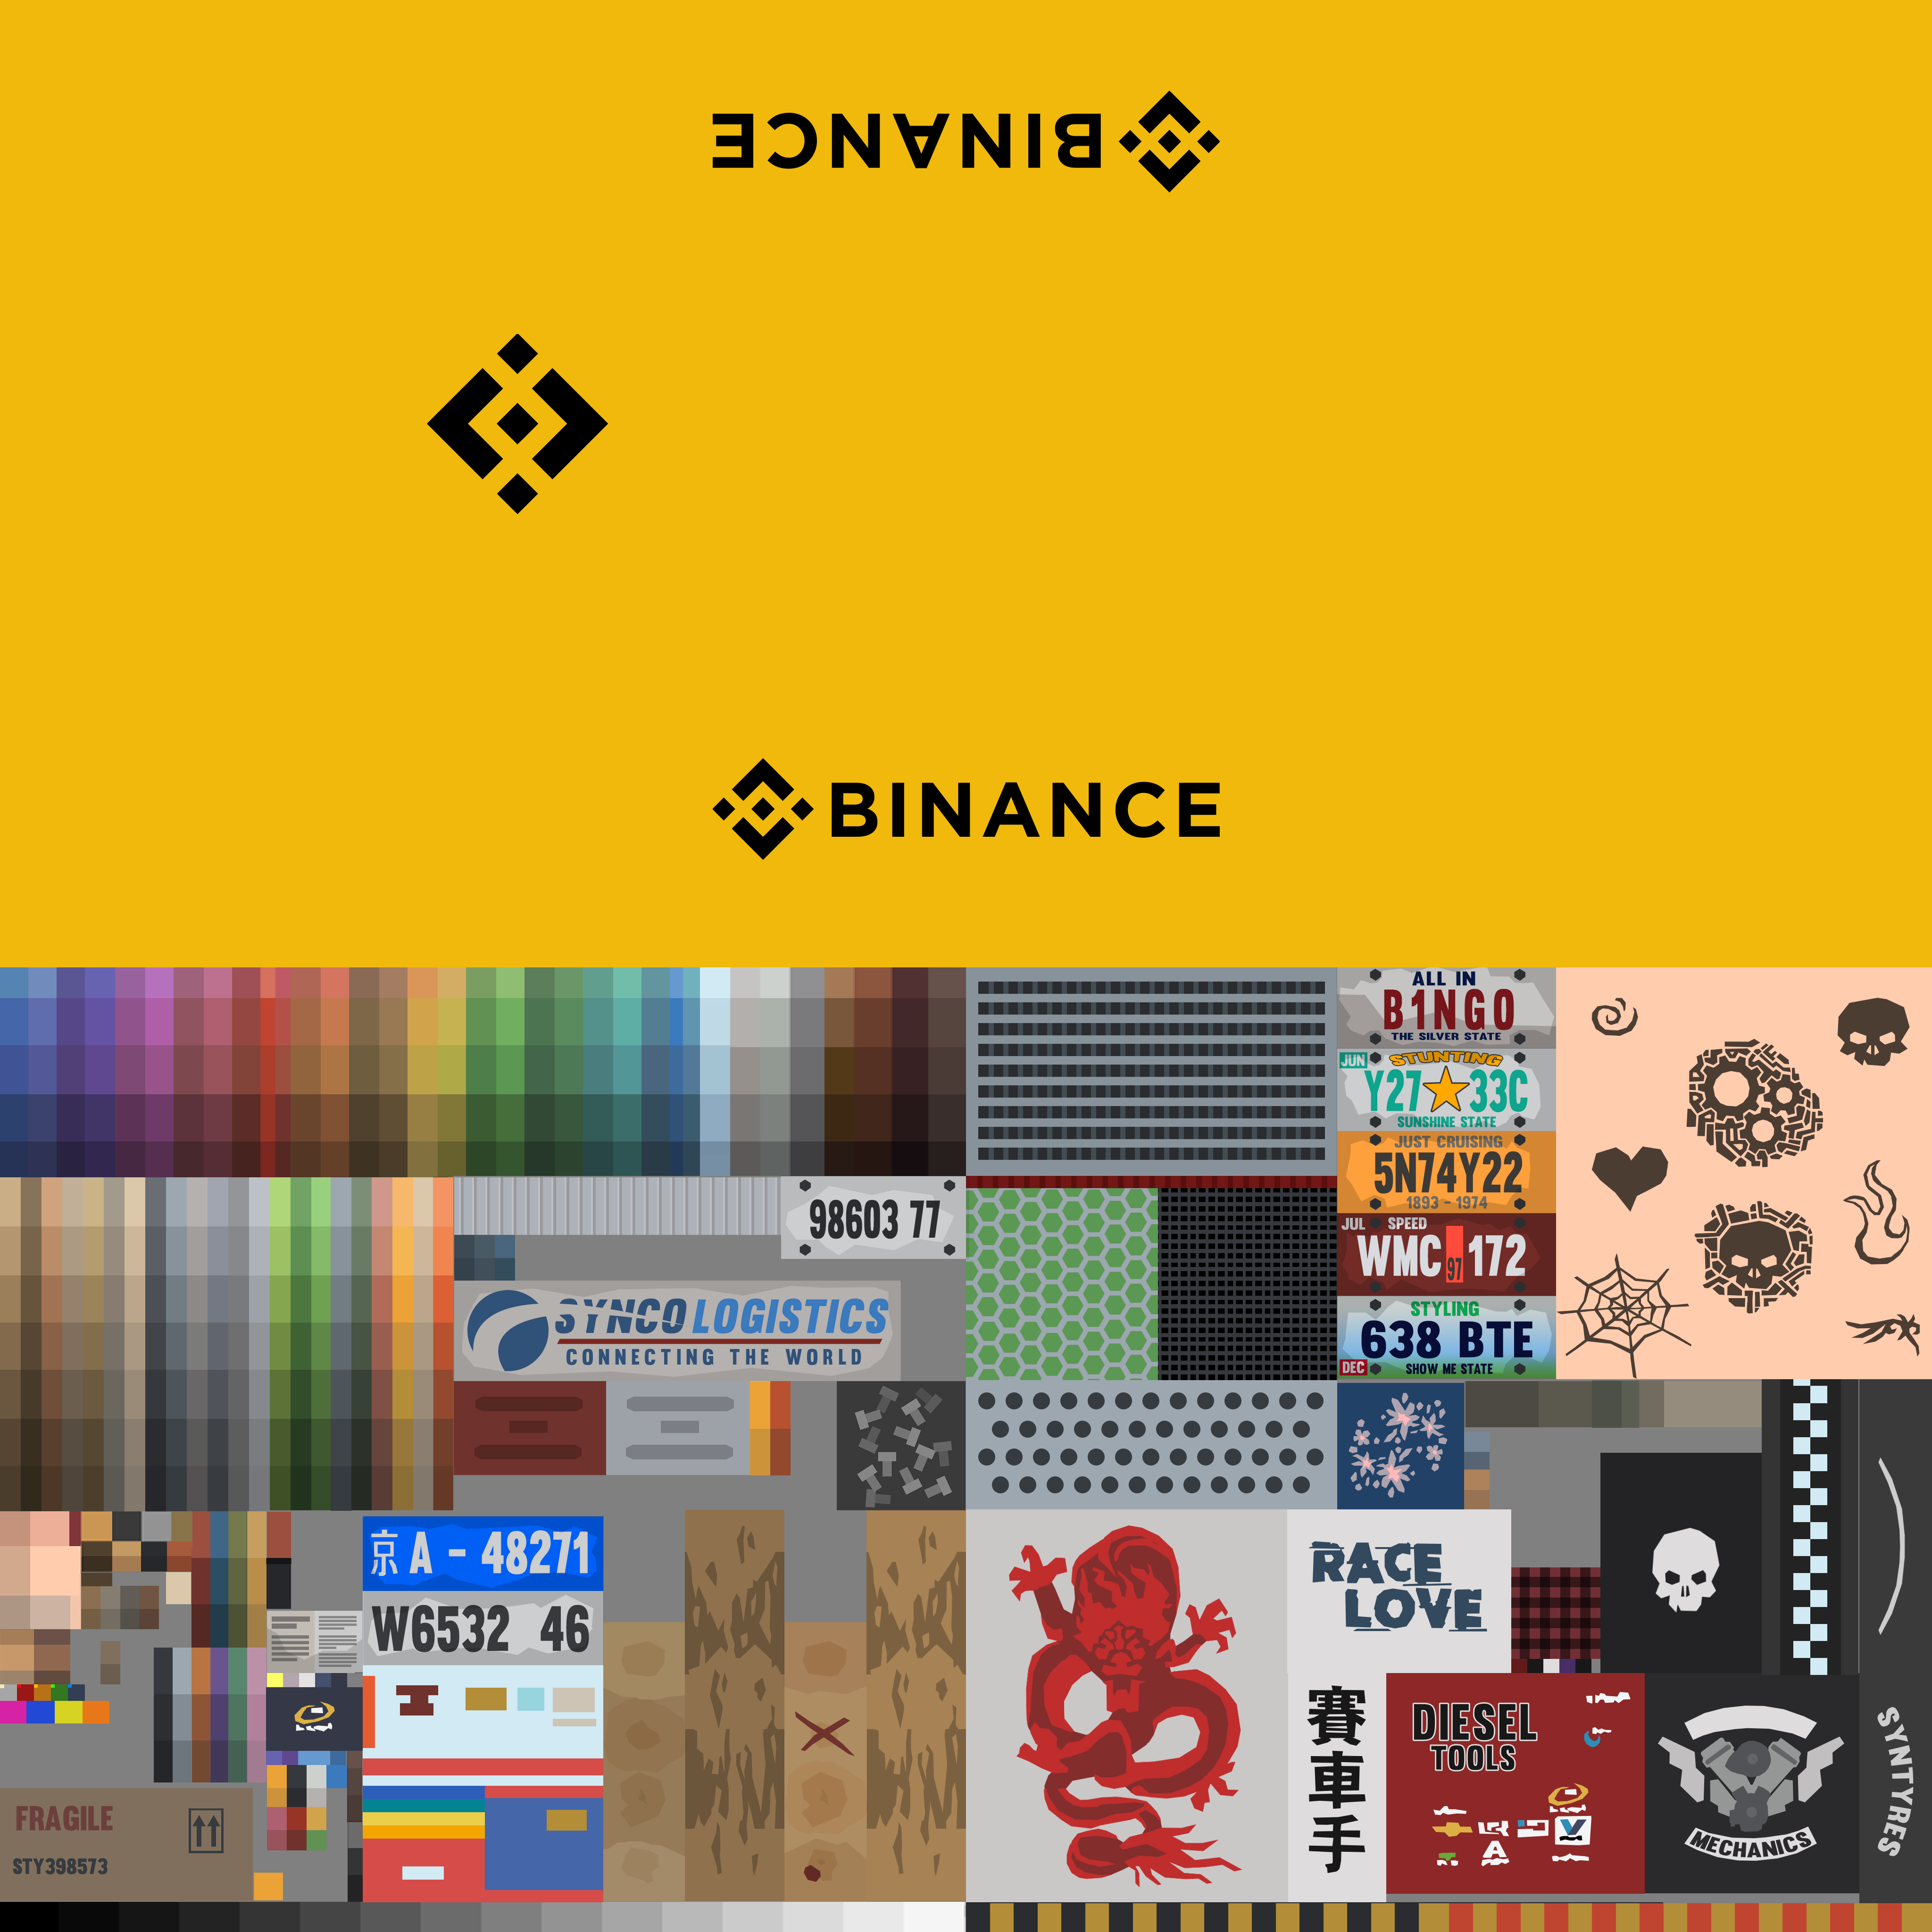 BINANCE
BINANCE
ALL IN
B1NGO
THE SILVER STATE
JUN STUNTING
Y27 33C
SUNSHINE STATE
JUST CRUISING
5N74Y22
1893 - 1974
JUL SPEED
WMC 97 172
STYLING
638 BTE
DEC SHOW ME STATE
98603 77
SYNCO LOGISTICS
CONNECTING THE WORLD
京 A - 48271
W6532 46
RACE
LOVE
賽車手
DIESEL
TOOLS
MECHANICS
SYNTYRES
FRAGILE
STY398573